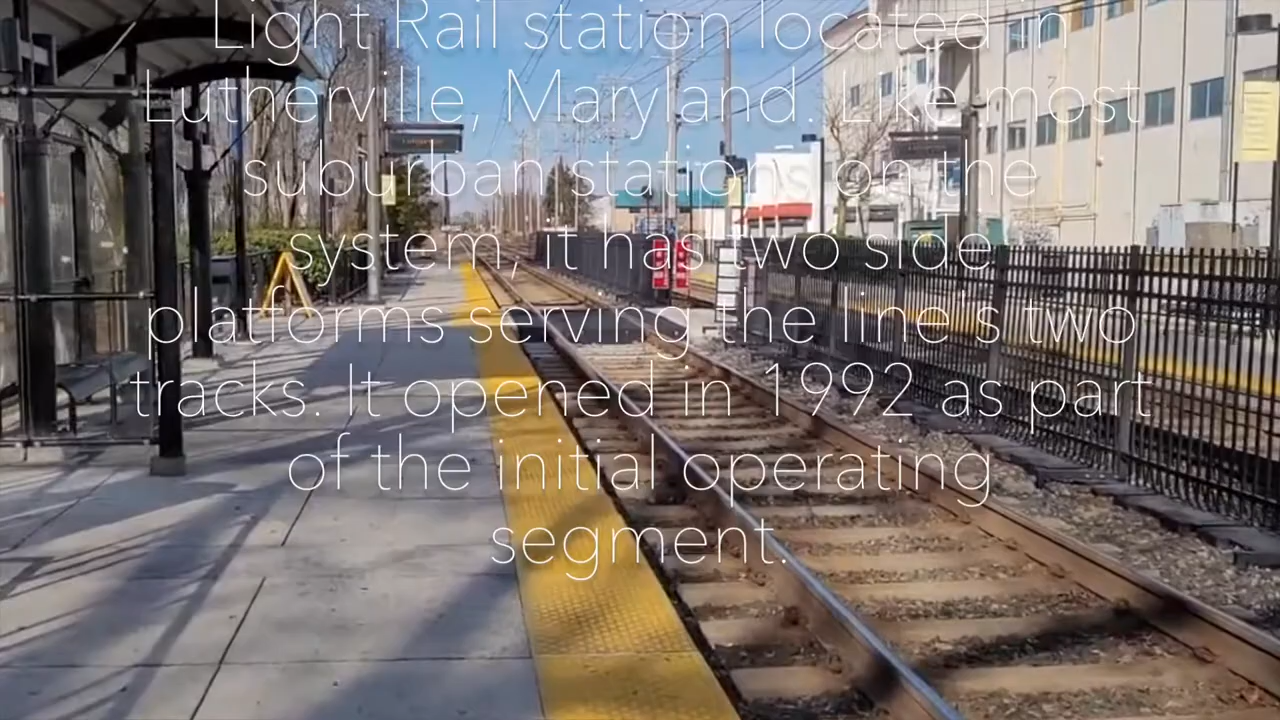 Light Rail station located in
Lutherville, Maryland. Like most
suburban stations on the
system, it has two side
platforms serving the line's two
tracks. It opened in 1992 as part
of the initial operating
segment.